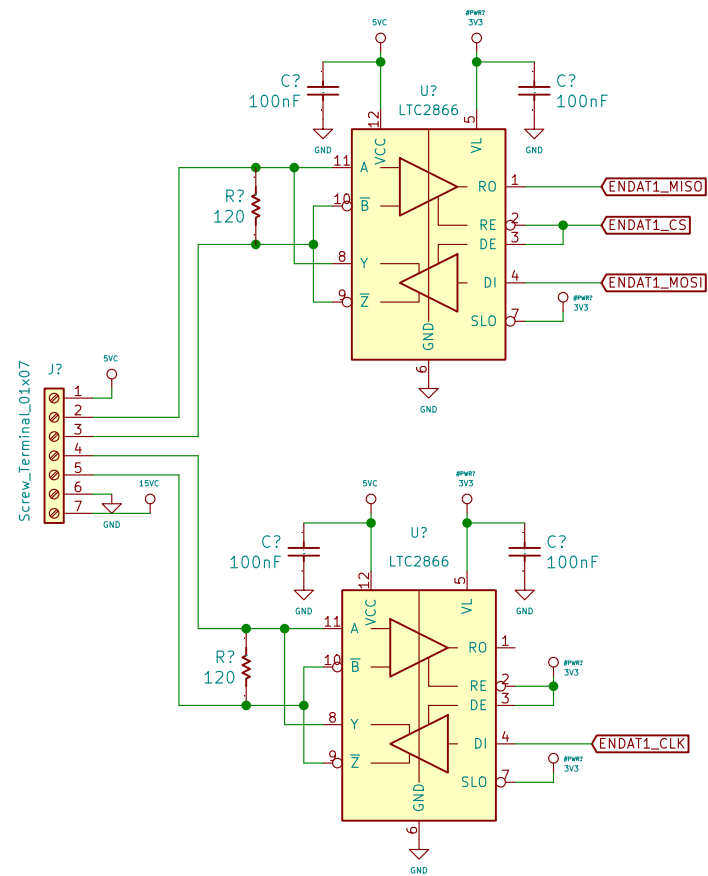 #PWR?
5VC
3V3
C?
100nF
U?
LTC2866
C?
100nF
GND
GND
12
5
VCC
VL
11
A
RO
1
ENDAT1_MISO
R?
120
10
B
RE
2
ENDAT1_CS
DE
3
8
Y
DI
4
ENDAT1_MOSI
9
Z
#PWR?
3V3
SLO
7
GND
6
GND
J?
Screw_Terminal_01x07
5VC
1
2
3
4
5
6
7
15VC
GND
5VC
#PWR?
3V3
C?
100nF
U?
LTC2866
C?
100nF
GND
GND
12
5
VCC
VL
11
A
RO
1
R?
120
10
B
#PWR?
3V3
RE
2
DE
3
8
Y
DI
4
ENDAT1_CLK
9
Z
#PWR?
3V3
SLO
7
GND
6
GND